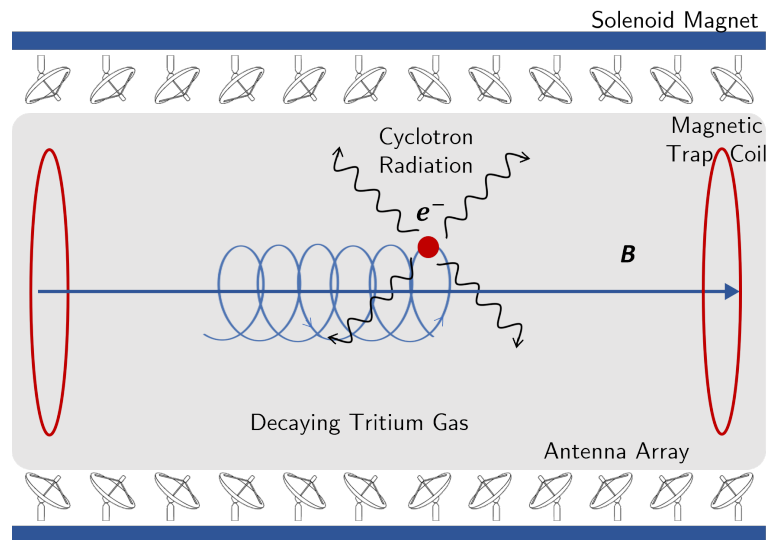 Solenoid Magnet
Magnetic
Trap Coil
Cyclotron
Radiation
e⁻
B
Decaying Tritium Gas
Antenna Array